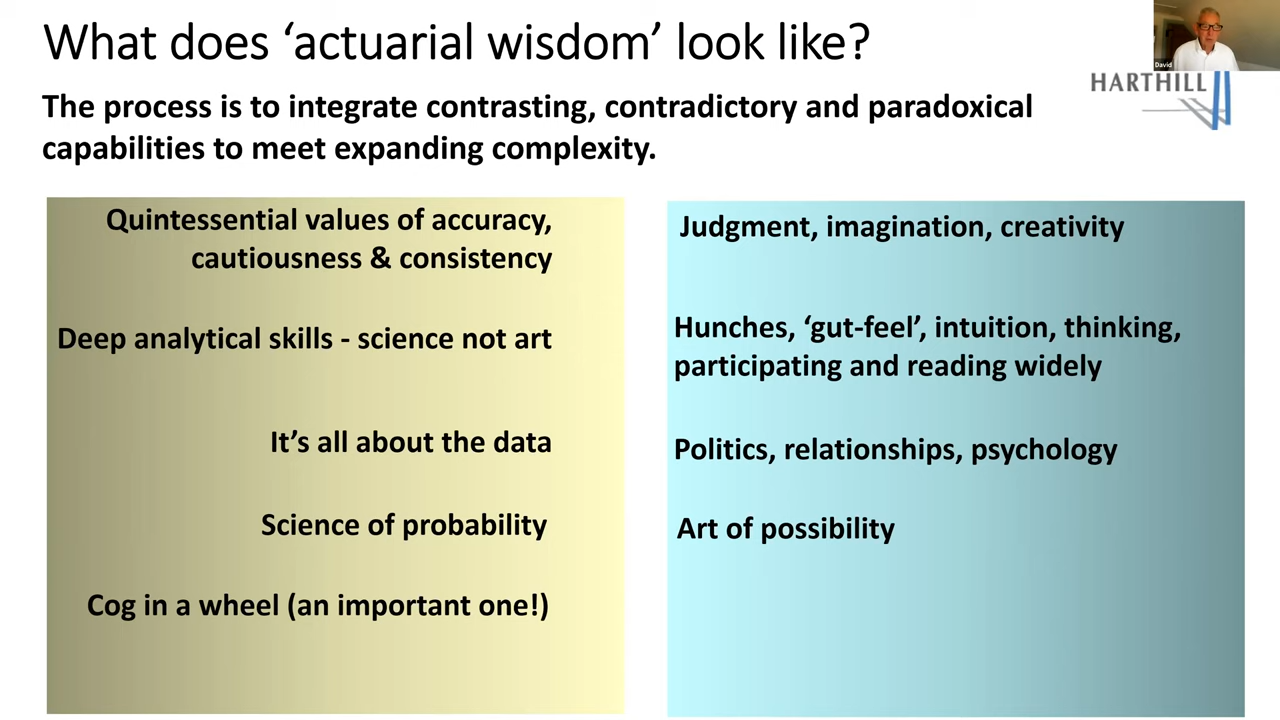 What does ‘actuarial wisdom’ look like?
David
HARTHILL
The process is to integrate contrasting, contradictory and paradoxical
capabilities to meet expanding complexity.
Quintessential values of accuracy,
cautiousness & consistency
Deep analytical skills - science not art
It’s all about the data
Science of probability
Cog in a wheel (an important one!)
Judgment, imagination, creativity
Hunches, ‘gut-feel’, intuition, thinking,
participating and reading widely
Politics, relationships, psychology
Art of possibility